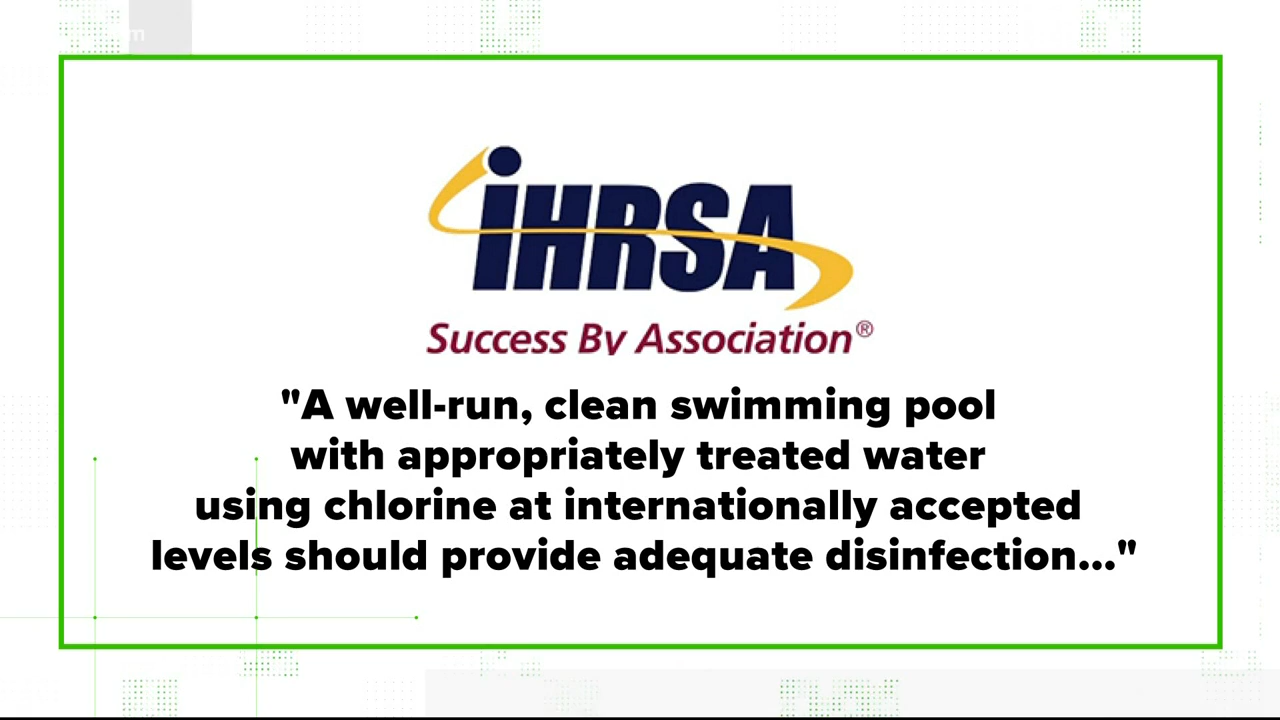 iHRSA
Success By Association®
"A well-run, clean swimming pool
with appropriately treated water
using chlorine at internationally accepted
levels should provide adequate disinfection..."